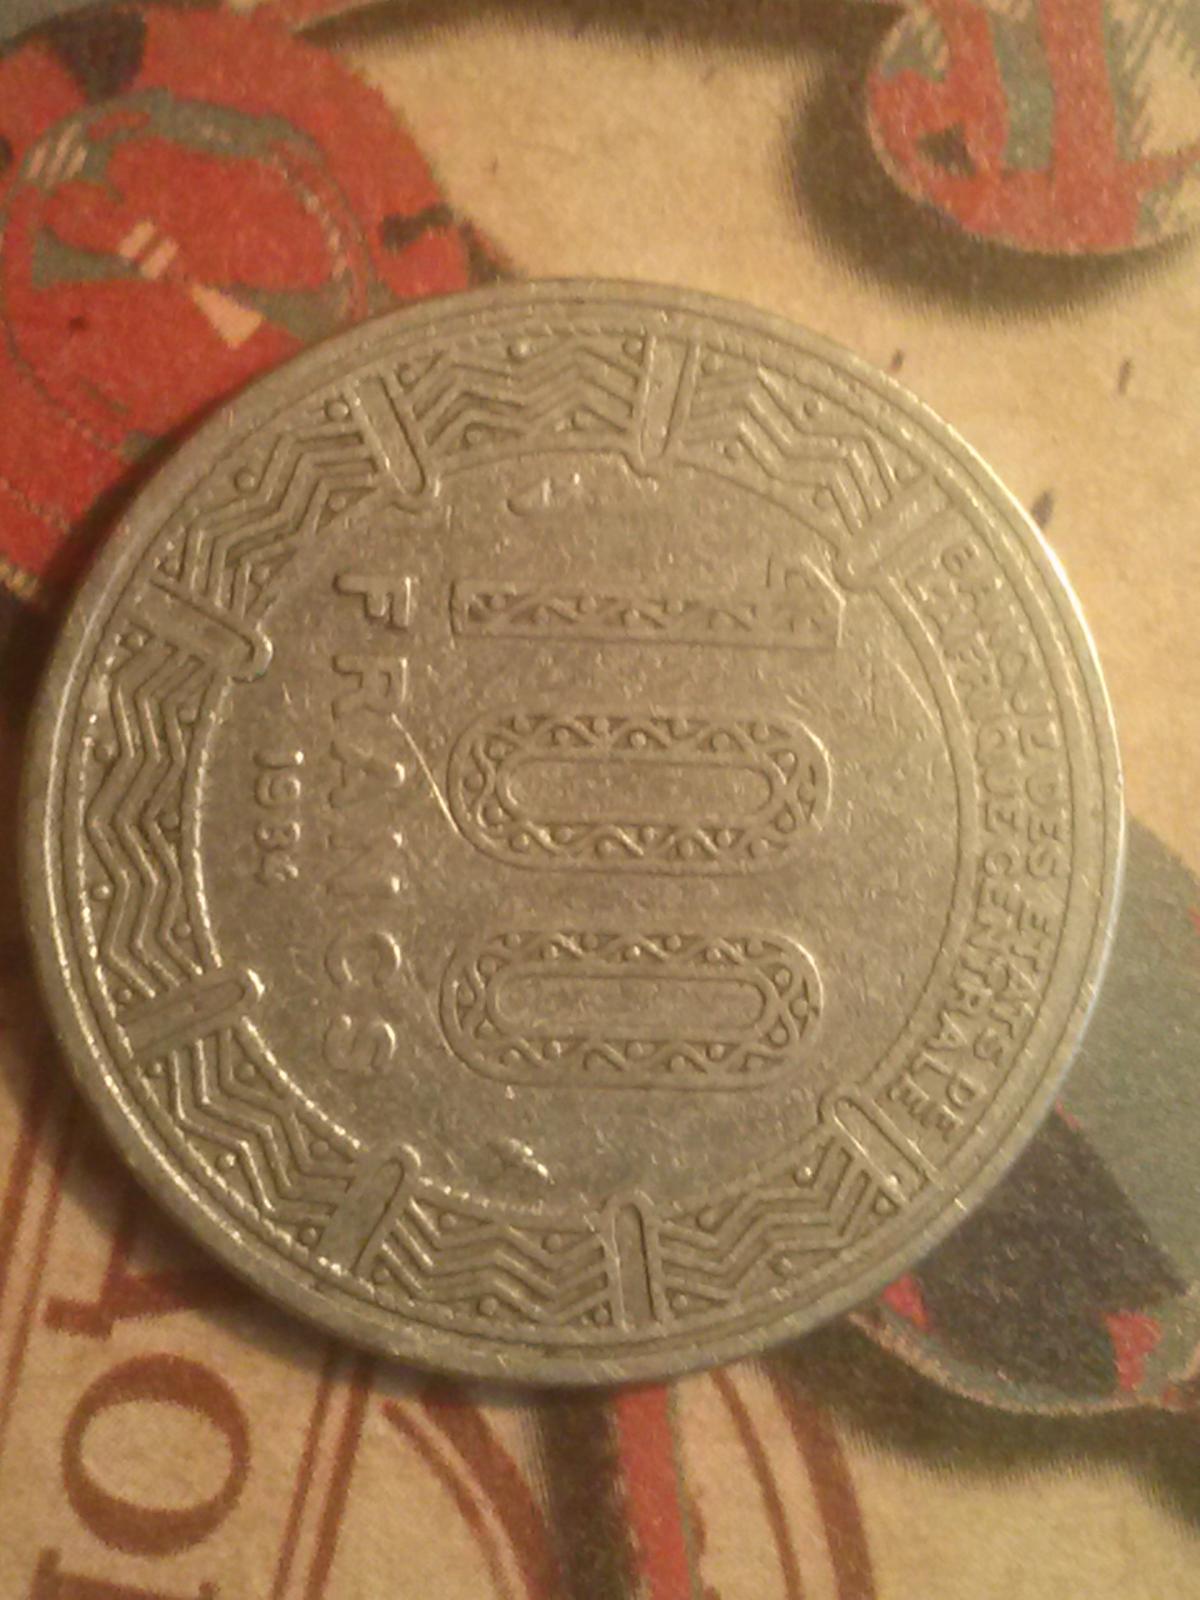 BANQUE DES ETATS DE
L'AFRIQUE CENTRALE
100
FRANCS
1984